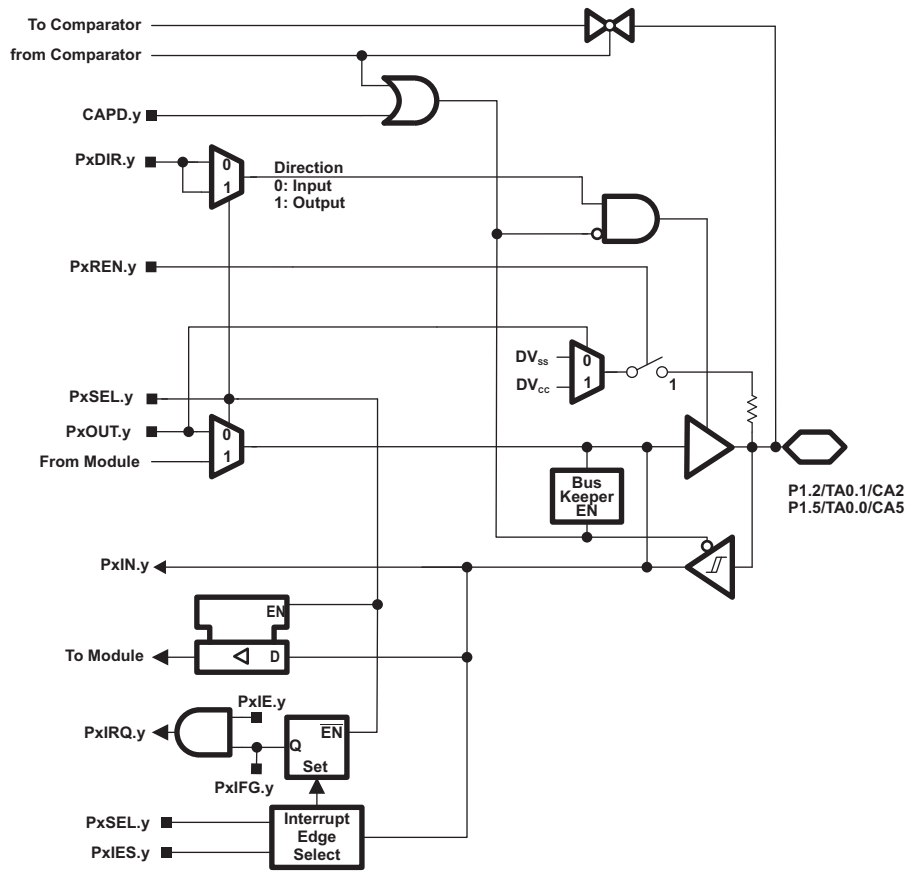 To Comparator
from Comparator
CAPD.y
PxDIR.y
0
1
Direction
0: Input
1: Output
PxREN.y
DVss
DVcc
0
1
1
PxSEL.y
PxOUT.y
From Module
0
1
Bus
Keeper
EN
P1.2/TA0.1/CA2
P1.5/TA0.0/CA5
PxIN.y
EN
To Module
D
PxIE.y
PxIRQ.y
EN
Q
Set
PxIFG.y
PxSEL.y
PxIES.y
Interrupt
Edge
Select